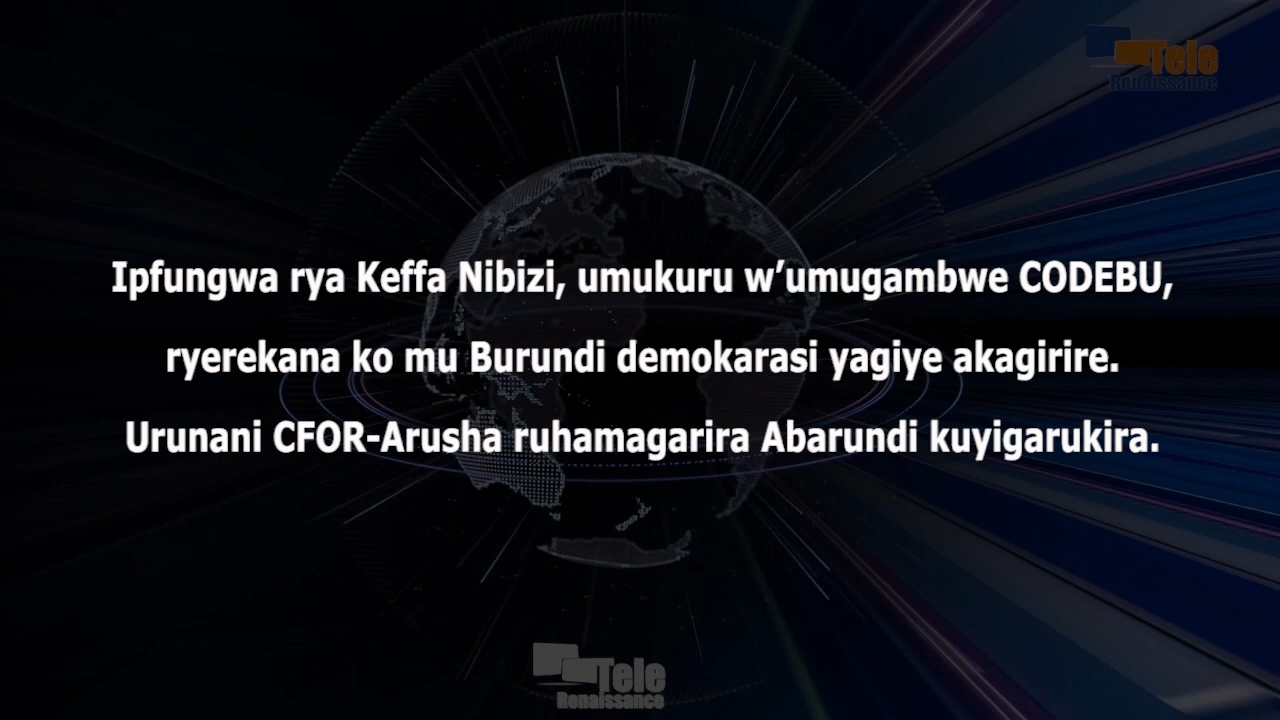 Tele
Renaissance
Ipfungwa rya Keffa Nibizi, umukuru w’umugambwe CODEBU,
ryerekana ko mu Burundi demokarasi yagiye akagirire.
Urunani CFOR-Arusha ruhamagarira Abarundi kuyigarukira.
Tele
Renaissance